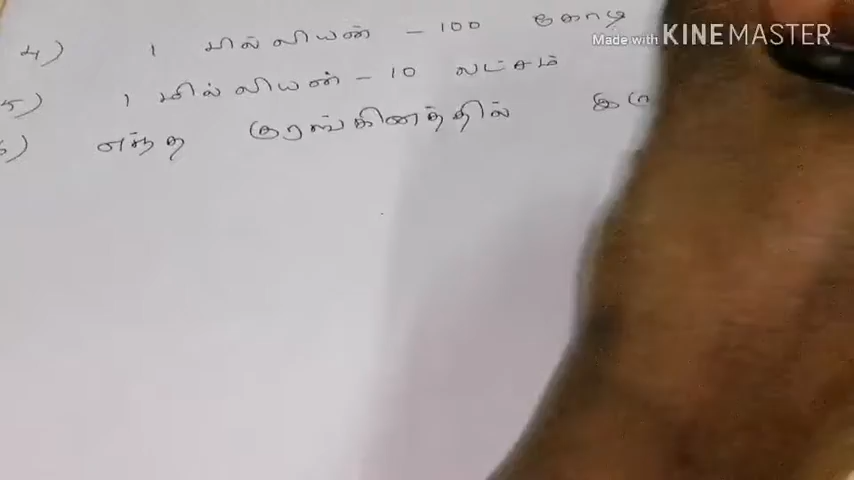 4) 1 பில்லியன் - 100 கோடி
Made with KINEMASTER
5) 1 மில்லியன் - 10 லட்சம்
6) எந்த குரங்கினத்தில்